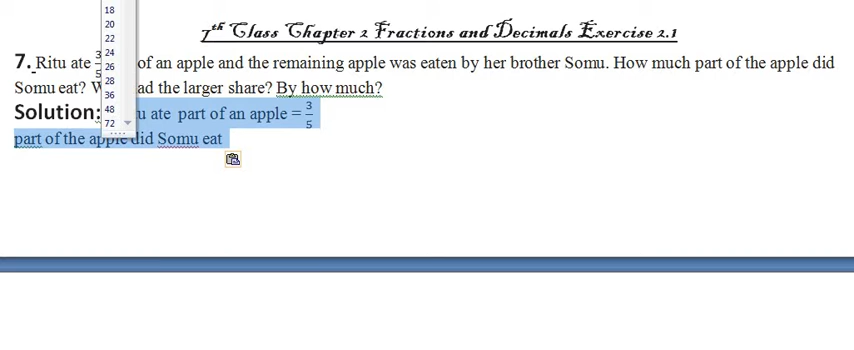 18
20
22
24
26
28
36
48
72
7th Class Chapter 2 Fractions and Decimals Exercise 2.1
7. Ritu ate 3/5 of an apple and the remaining apple was eaten by her brother Somu. How much part of the apple did
Somu eat? W ad the larger share? By how much?
Solution: u ate part of an apple = 3/5
part of the apple did Somu eat